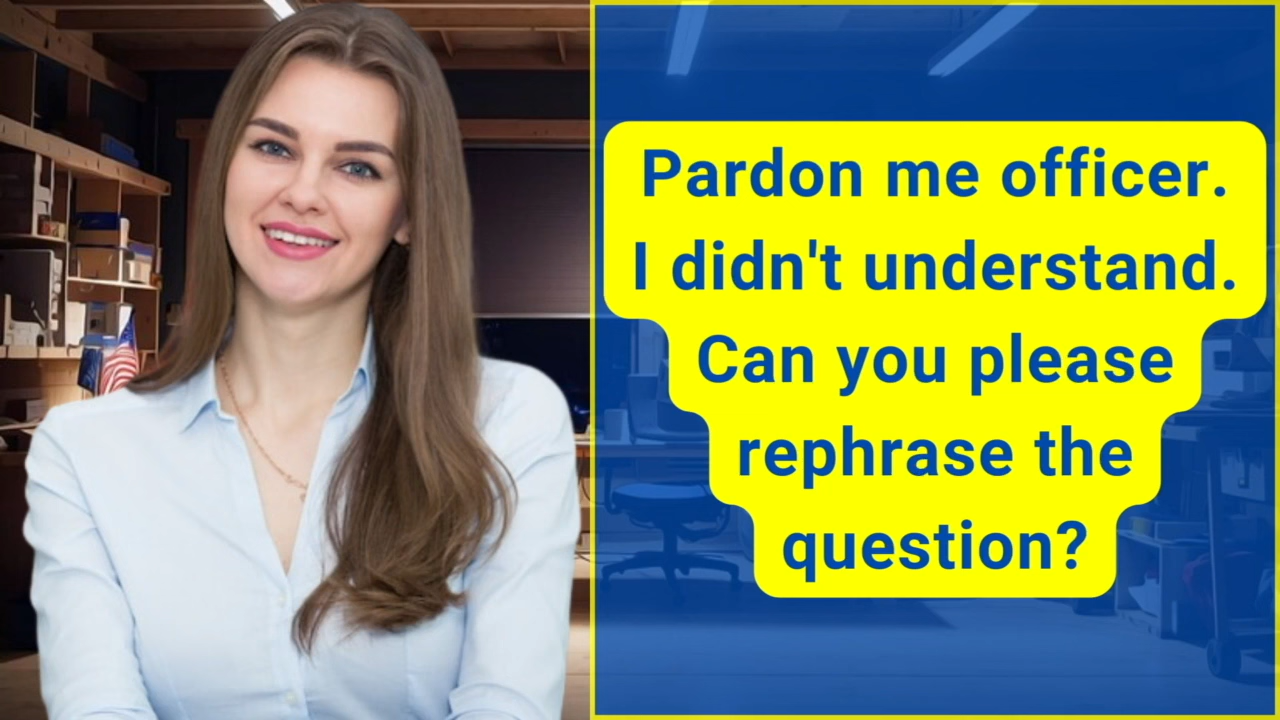 Pardon me officer.
I didn't understand.
Can you please
rephrase the
question?